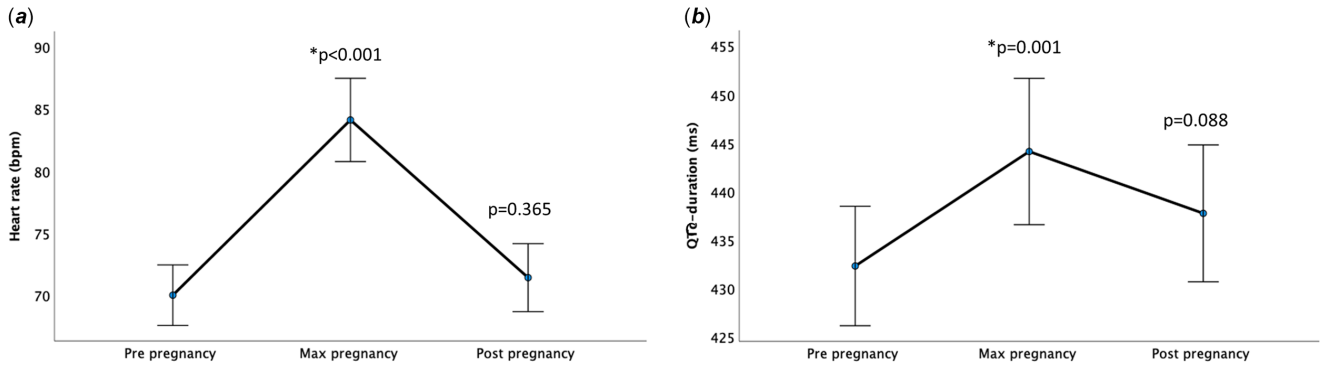 (a)
Heart rate (bpm)
90
85
80
75
70
*p<0.001
p=0.365
Pre pregnancy
Max pregnancy
Post pregnancy
(b)
QTc-duration (ms)
455
450
445
440
435
430
425
*p=0.001
p=0.088
Pre pregnancy
Max pregnancy
Post pregnancy